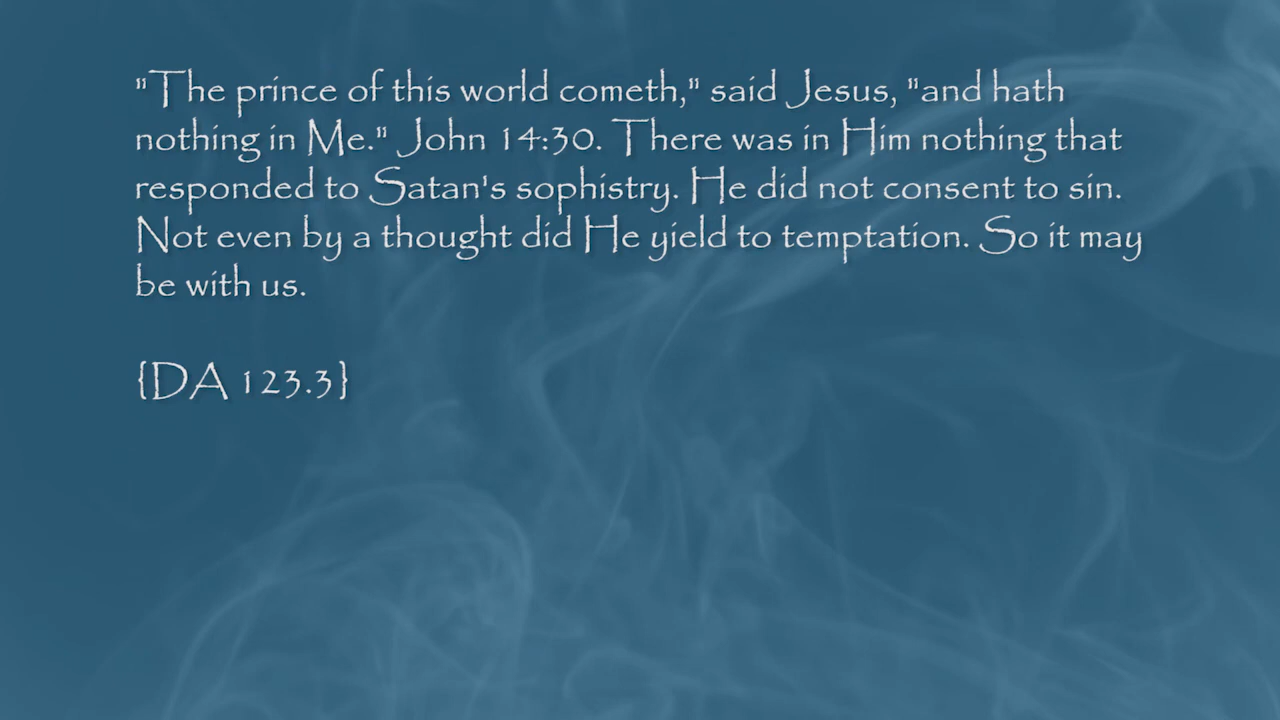 "The prince of this world cometh," said Jesus, "and hath
nothing in Me." John 14:30. There was in Him nothing that
responded to Satan's sophistry. He did not consent to sin.
Not even by a thought did He yield to temptation. So it may
be with us.
{DA 123.3}